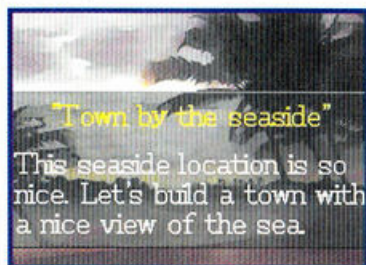 "Town by the seaside"
This seaside location is so
nice. Let's build a town with
a nice view of the sea.